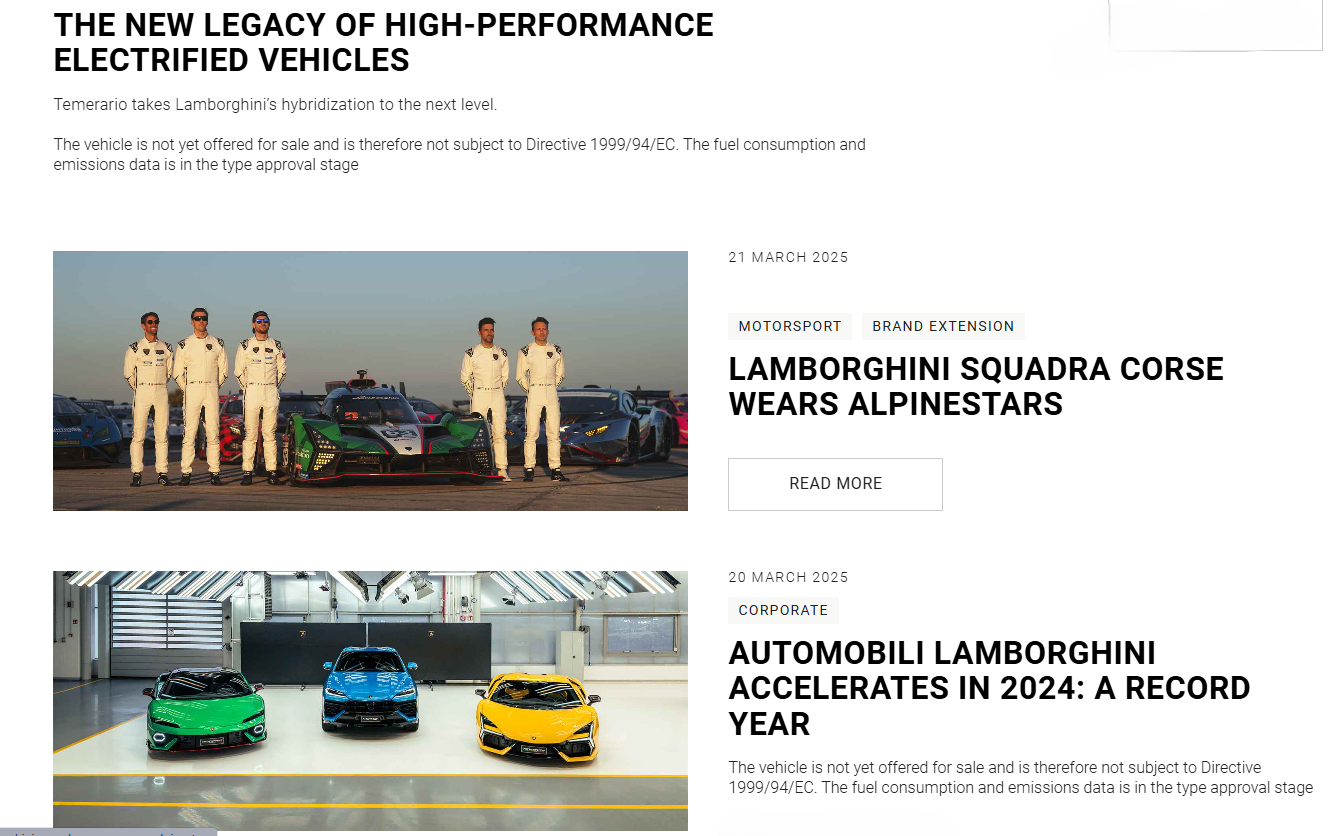 THE NEW LEGACY OF HIGH-PERFORMANCE
ELECTRIFIED VEHICLES
Temerario takes Lamborghini's hybridization to the next level.
The vehicle is not yet offered for sale and is therefore not subject to Directive 1999/94/EC. The fuel consumption and
emissions data is in the type approval stage
21 MARCH 2025
MOTORSPORT
BRAND EXTENSION
LAMBORGHINI SQUADRA CORSE
WEARS ALPINESTARS
READ MORE
20 MARCH 2025
CORPORATE
AUTOMOBILI LAMBORGHINI
ACCELERATES IN 2024: A RECORD
YEAR
The vehicle is not yet offered for sale and is therefore not subject to Directive
1999/94/EC. The fuel consumption and emissions data is in the type approval stage